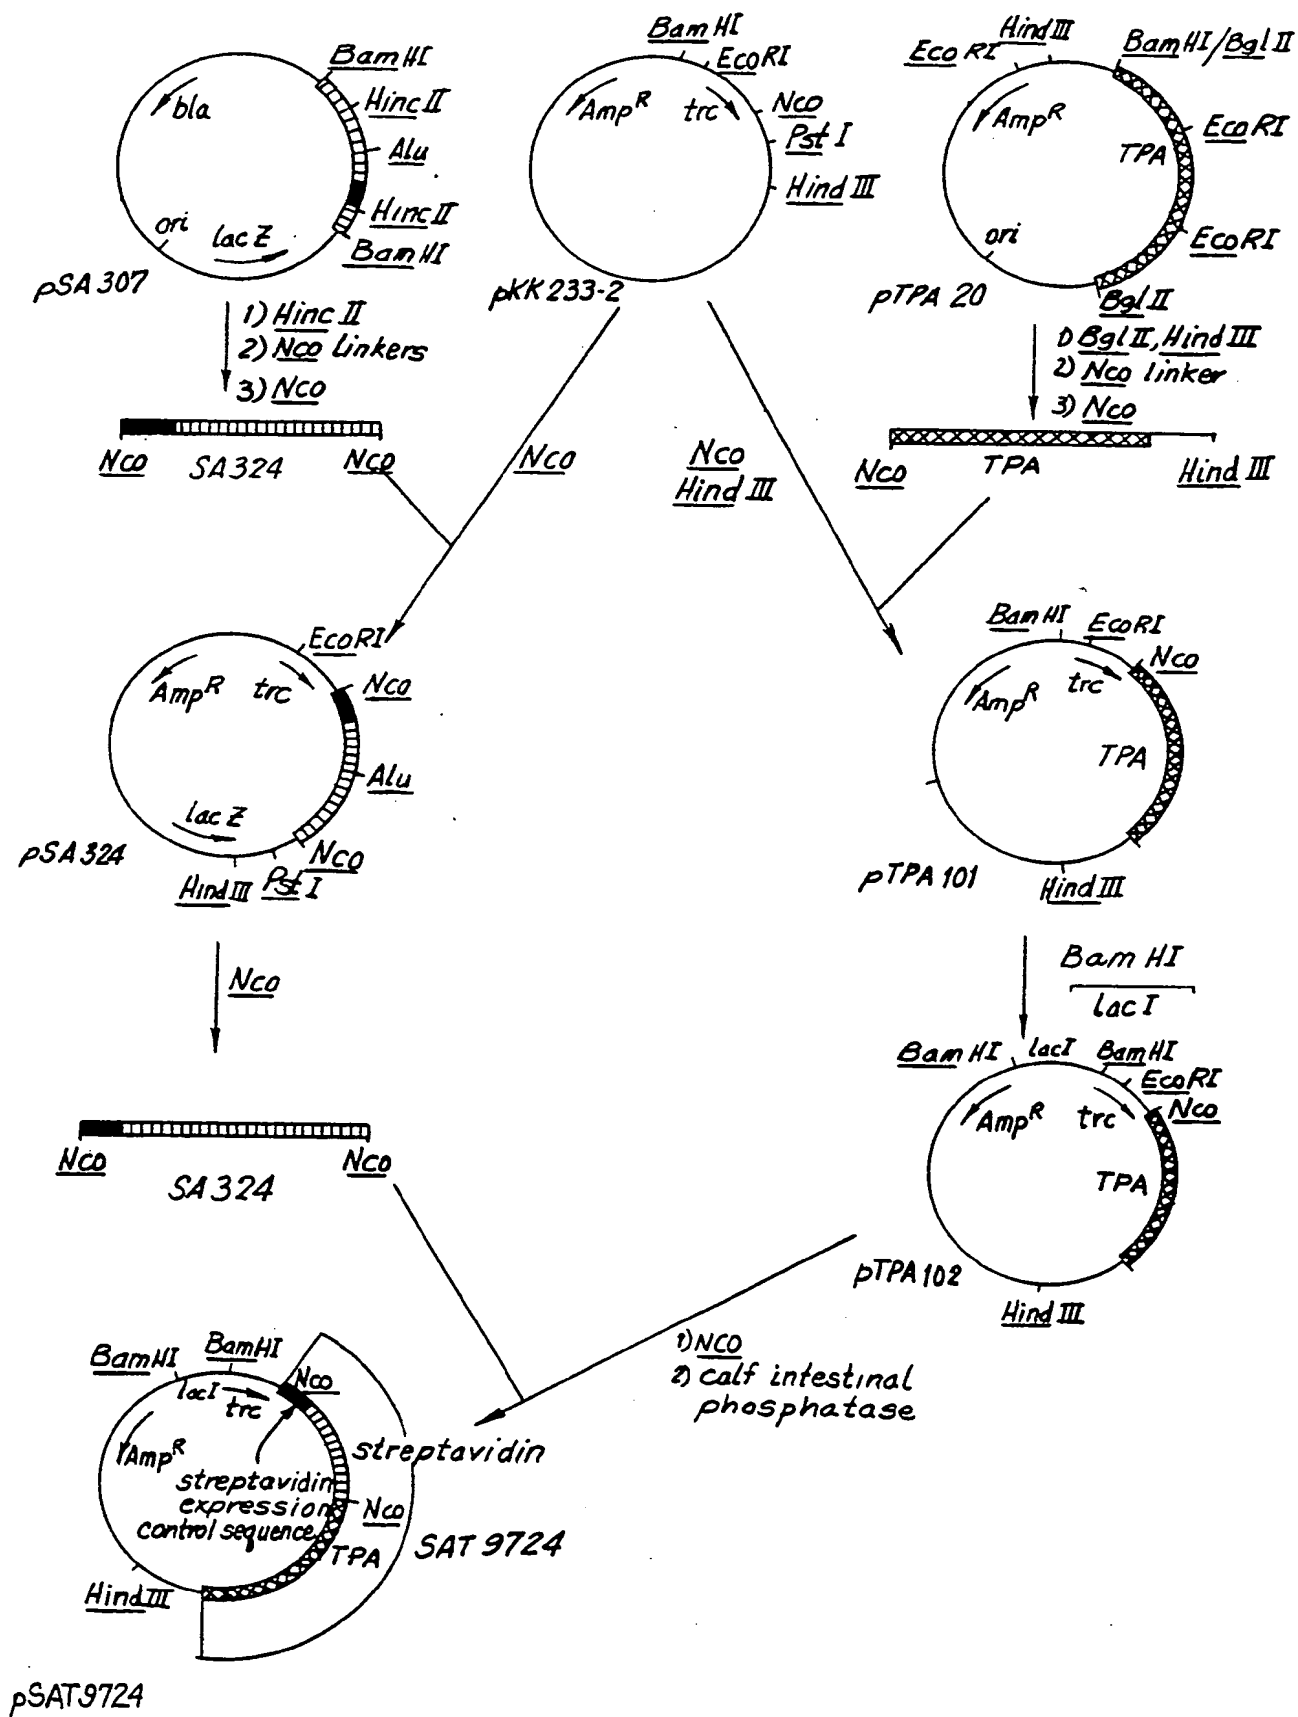 BamHI
HincII
Alu
HincII
BamHI
bla
ori
lacZ
pSA307
BamHI
EcoRI
Nco
PstI
HindIII
AmpR
trc
pKK233-2
EcoRI
HindIII
BamHI/BglII
AmpR
TPA
EcoRI
EcoRI
ori
BglII
pTPA 20
1) HincII
2) Nco linkers
3) Nco
1) BglII, HindIII
2) Nco linker
3) Nco
Nco
SA324
Nco
Nco
Nco
HindIII
Nco
TPA
HindIII
EcoRI
AmpR
trc
Nco
Alu
lacZ
Nco
PstI
HindIII
pSA324
BamHI
EcoRI
Nco
AmpR
trc
TPA
pTPA101
HindIII
Nco
BamHI
lacI
Nco
Nco
SA324
BamHI
lacI
BamHI
EcoRI
Nco
AmpR
trc
TPA
pTPA102
HindIII
1) NCO
2) calf intestinal
phosphatase
BamHI
BamHI
lacI
trc
Nco
AmpR
streptavidin
streptavidin
expression
control sequence
Nco
TPA
SAT 9724
HindIII
pSAT9724